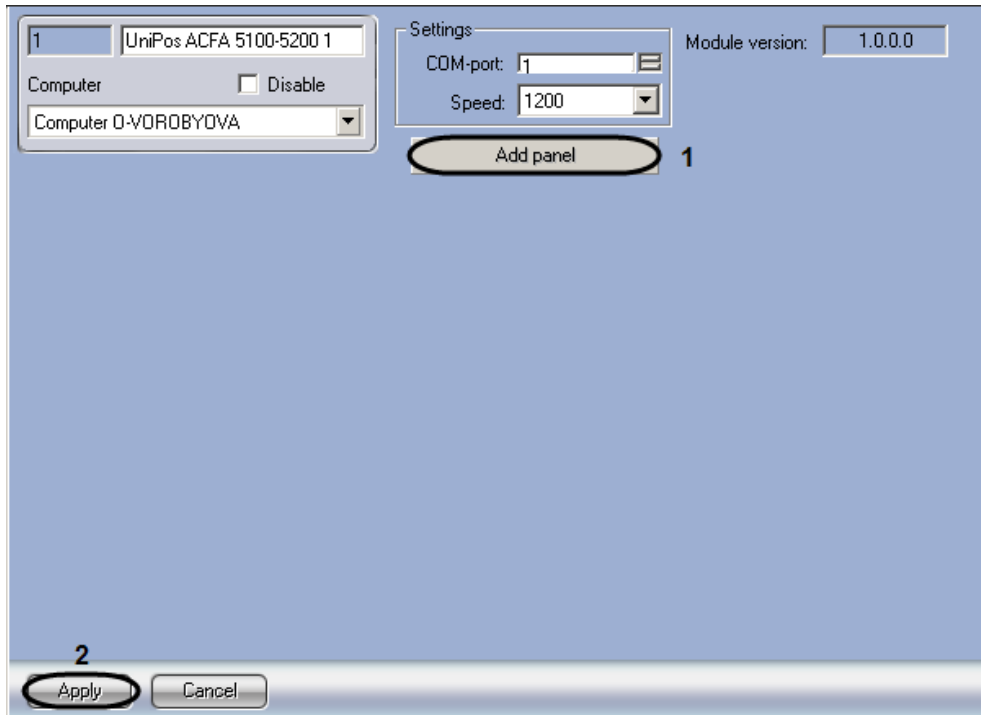 1
UniPos ACFA 5100-5200 1
Computer
Disable
Computer O-VOROBYOVA
Settings
COM-port:
1
Speed:
1200
Module version:
1.0.0.0
Add panel
1
2
Apply
Cancel